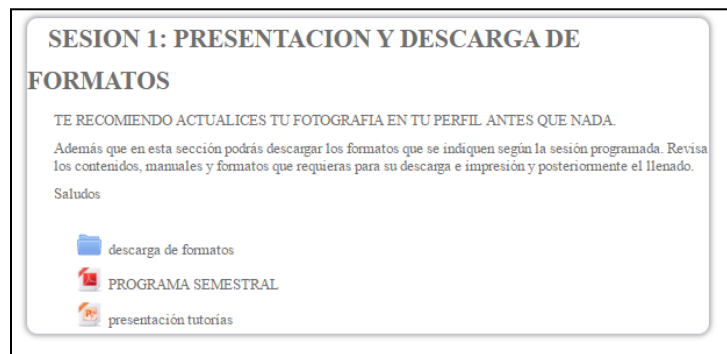 SESION 1: PRESENTACION Y DESCARGA DE
FORMATOS
TE RECOMIENDO ACTUALICES TU FOTOGRAFIA EN TU PERFIL ANTES QUE NADA.
Además que en esta sección podrás descargar los formatos que se indiquen según la sesión programada. Revisa
los contenidos, manuales y formatos que requieras para su descarga e impresión y posteriormente el llenado.
Saludos
descarga de formatos
PROGRAMA SEMESTRAL
presentación tutorías